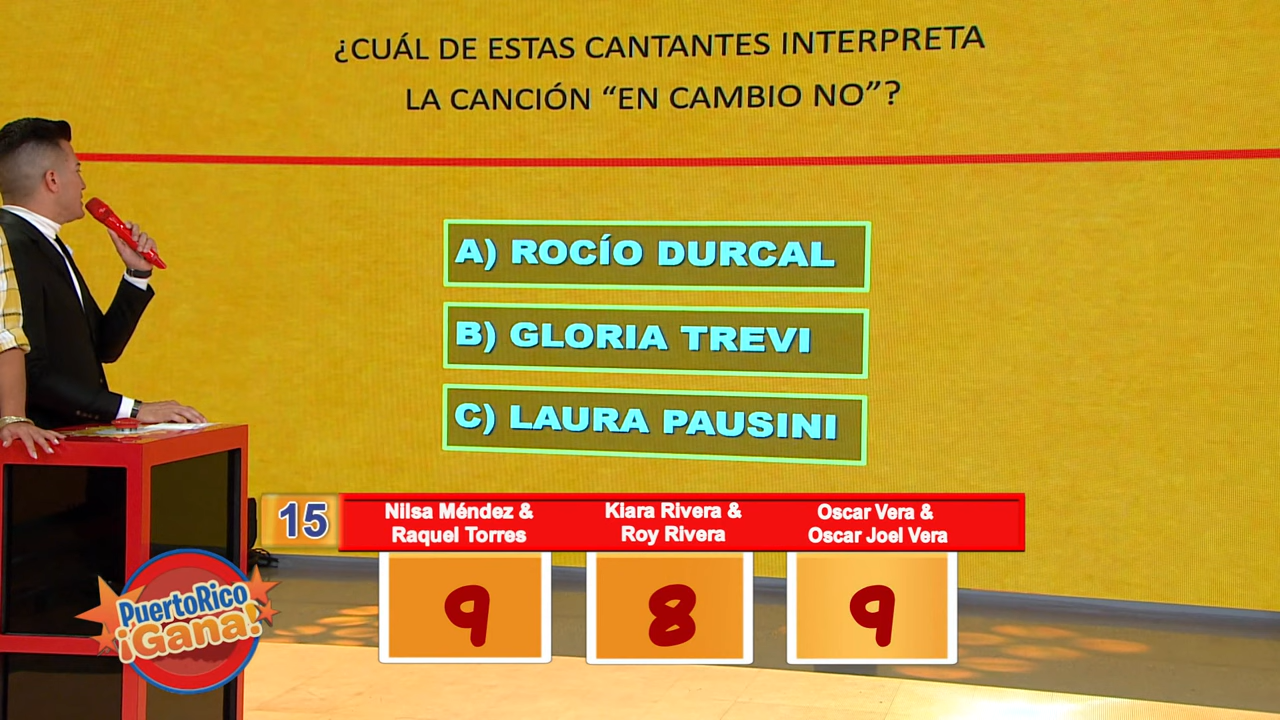 ¿CUÁL DE ESTAS CANTANTES INTERPRETA
LA CANCIÓN “EN CAMBIO NO”?
A) ROCÍO DURCAL
B) GLORIA TREVI
C) LAURA PAUSINI
15
Nilsa Méndez &
Raquel Torres
Kiara Rivera &
Roy Rivera
Oscar Vera &
Oscar Joel Vera
9
8
9
PuertoRico
¡Gana!